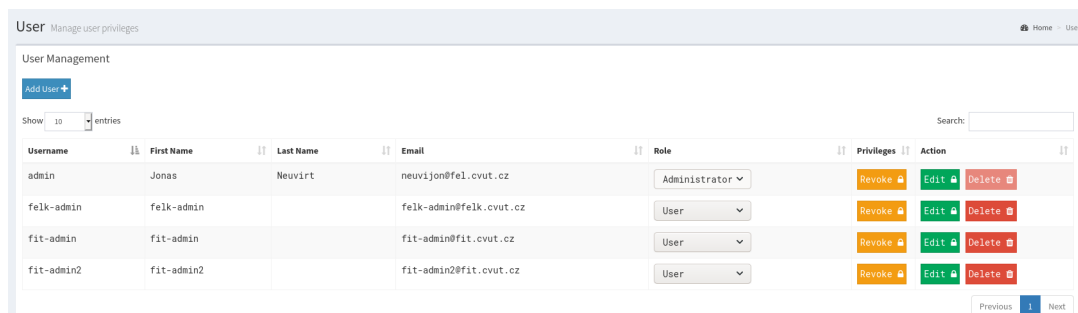 User Manage user privileges Home > Use
User Management
Add User
Show 10 entries Search:
Username First Name Last Name Email Role Privileges Action
admin Jonas Neuvirt neuvijon@fel.cvut.cz Administrator Revoke Edit Delete
felk-admin felk-admin felk-admin@felk.cvut.cz User Revoke Edit Delete
fit-admin fit-admin fit-admin@fit.cvut.cz User Revoke Edit Delete
fit-admin2 fit-admin2 fit-admin2@fit.cvut.cz User Revoke Edit Delete
Previous 1 Next